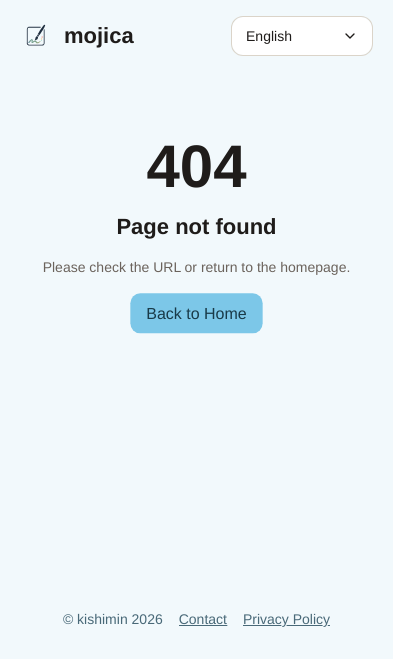 mojica
English
404
Page not found
Please check the URL or return to the homepage.
Back to Home
© kishimin 2026 Contact Privacy Policy